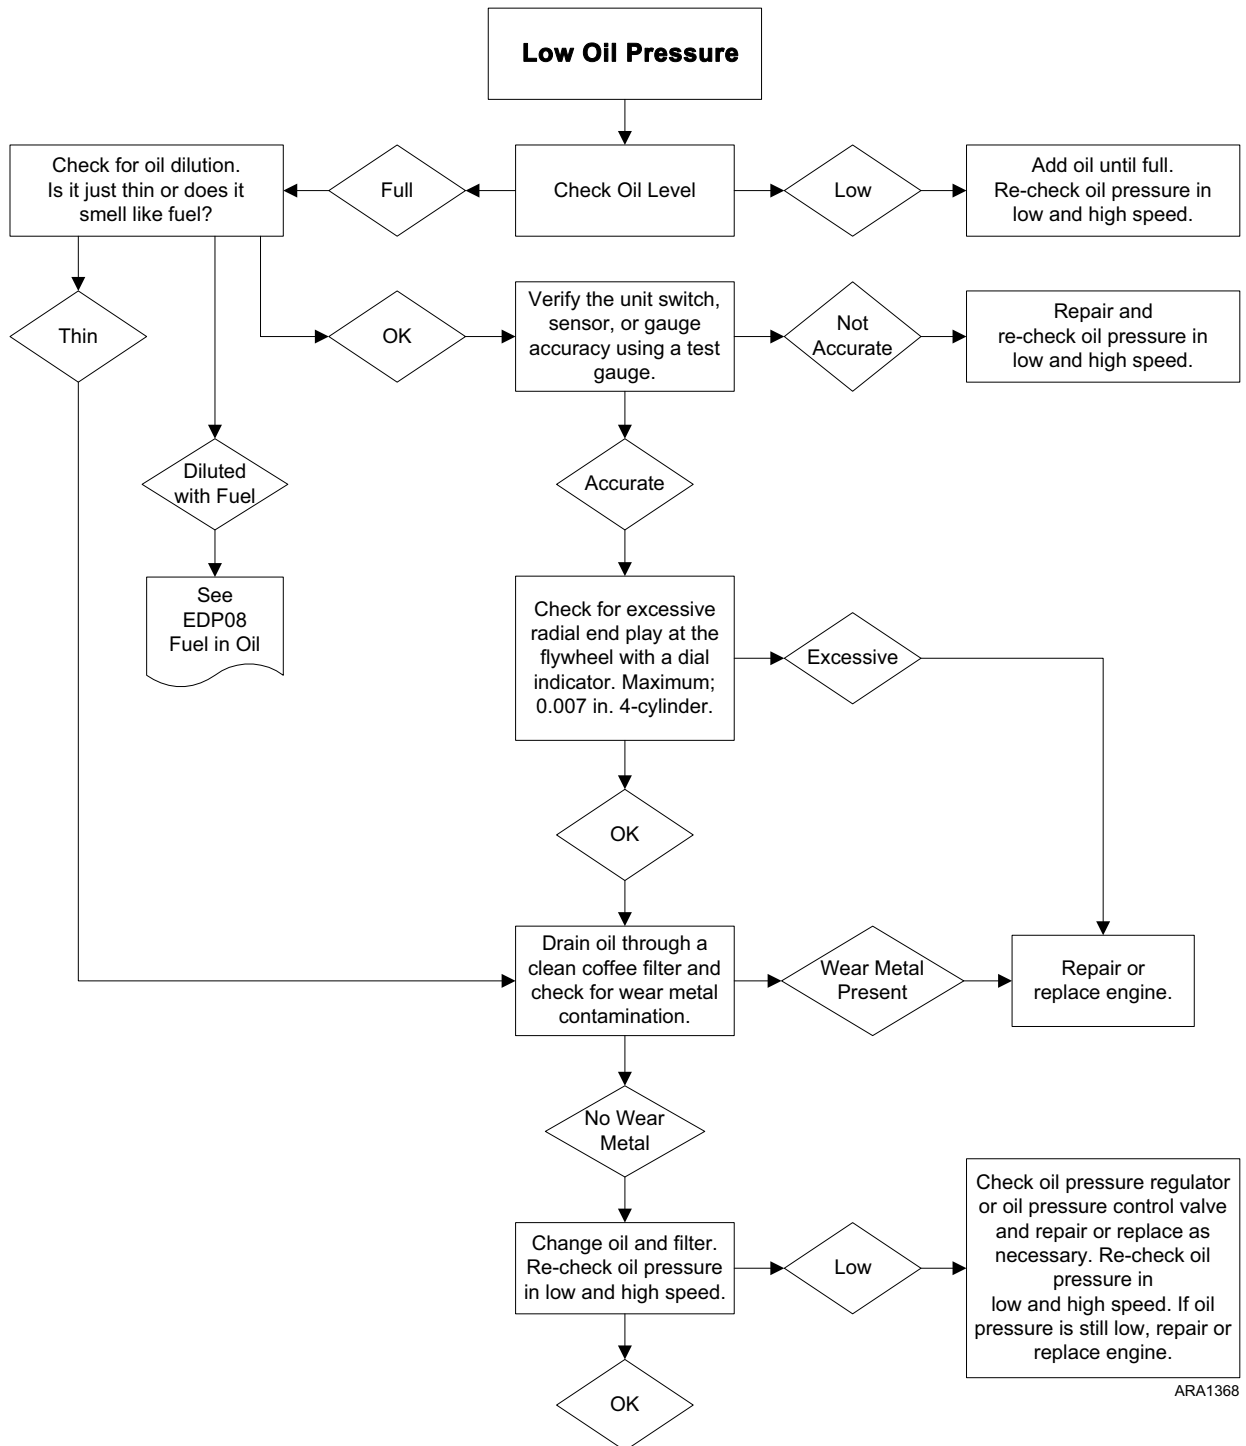 Low Oil Pressure
Check for oil dilution.
Is it just thin or does it
smell like fuel?
Full
Check Oil Level
Low
Add oil until full.
Re-check oil pressure in
low and high speed.
Thin
OK
Verify the unit switch,
sensor, or gauge
accuracy using a test
gauge.
Not
Accurate
Repair and
re-check oil pressure in
low and high speed.
Diluted
with Fuel
Accurate
See
EDP08
Fuel in Oil
Check for excessive
radial end play at the
flywheel with a dial
indicator. Maximum;
0.007 in. 4-cylinder.
Excessive
OK
Drain oil through a
clean coffee filter and
check for wear metal
contamination.
Wear Metal
Present
Repair or
replace engine.
No Wear
Metal
Change oil and filter.
Re-check oil pressure
in low and high speed.
Low
Check oil pressure regulator
or oil pressure control valve
and repair or replace as
necessary. Re-check oil
pressure in
low and high speed. If oil
pressure is still low, repair or
replace engine.
ARA1368
OK